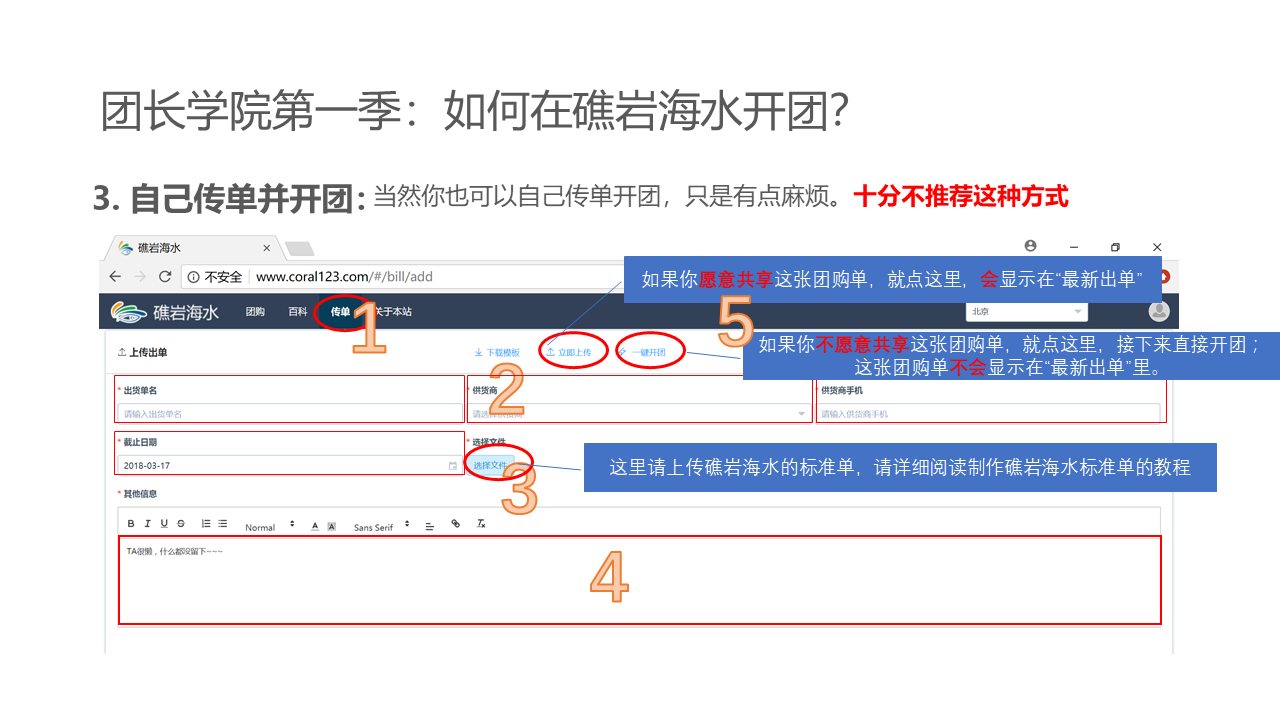 团长学院第一季：如何在礁岩海水开团？
3. 自己传单并开团：当然你也可以自己传单开团，只是有点麻烦。十分不推荐这种方式
礁岩海水
不安全 www.coral123.com/#/bill/add
如果你愿意共享这张团购单，就点这里，会显示在“最新出单”
礁岩海水 团购 百科 传单 关于本站 北京
1
5
上传出单 下载模板 立即上传 一键开团
如果你不愿意共享这张团购单，就点这里，接下来直接开团；
这张团购单不会显示在“最新出单”里。
2
* 出货单名 * 供货商 供货商手机
请输入出货单名 请选择供货商 请输入供货商手机
* 截止日期 * 选择文件
2018-03-17 选择文件
这里请上传礁岩海水的标准单，请详细阅读制作礁岩海水标准单的教程
3
* 其他信息
B I U S Normal A A Sans Serif
TA很懒，什么都没留下~~~
4